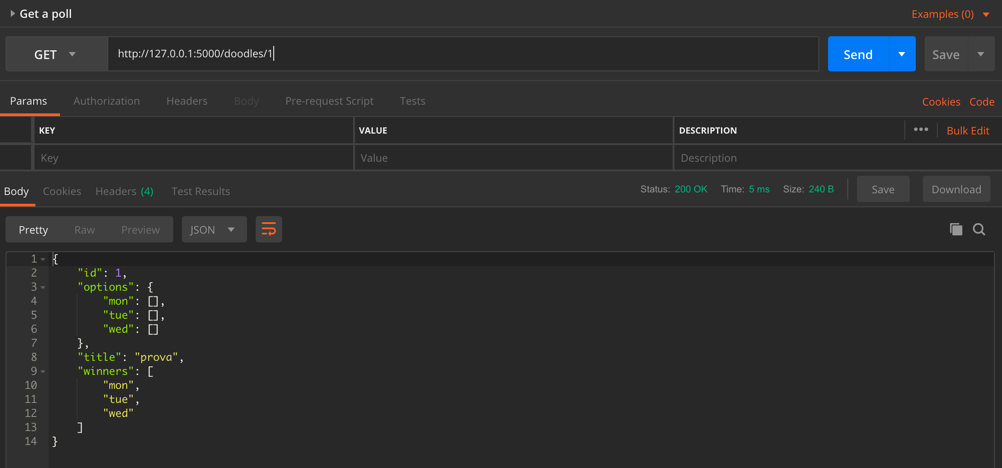 Get a poll Examples (0)
GET http://127.0.0.1:5000/doodles/1 Send Save
Params Authorization Headers Body Pre-request Script Tests Cookies Code
KEY VALUE DESCRIPTION ••• Bulk Edit
Key Value Description
Body Cookies Headers (4) Test Results Status: 200 OK Time: 5 ms Size: 240 B Save Download
Pretty Raw Preview JSON
1 {
2 "id": 1,
3 "options": {
4 "mon": [],
5 "tue": [],
6 "wed": []
7 },
8 "title": "prova",
9 "winners": [
10 "mon",
11 "tue",
12 "wed"
13 ]
14 }